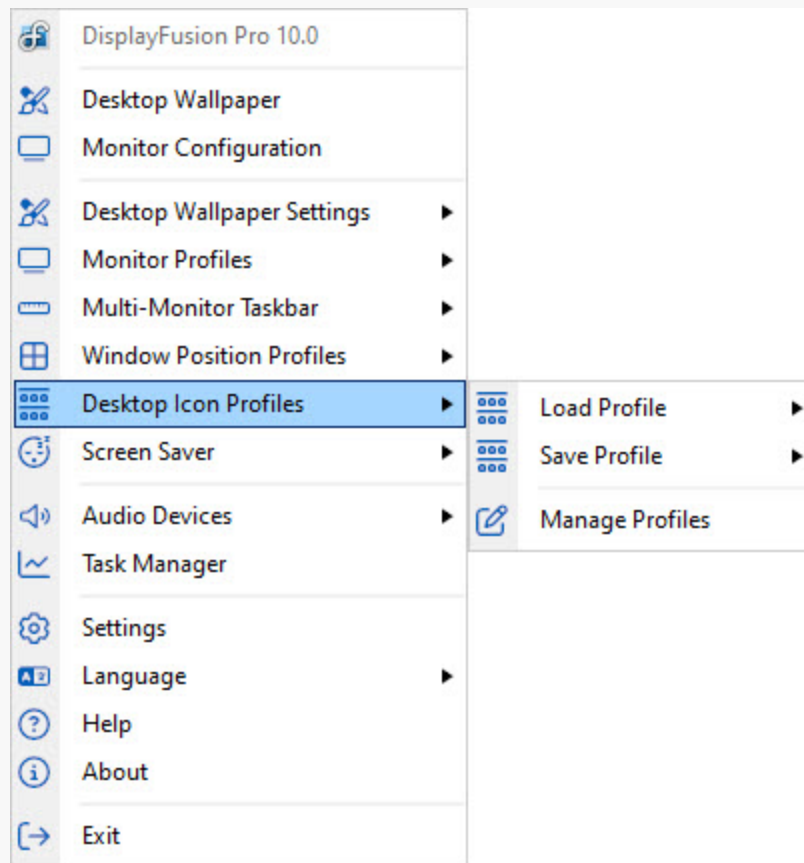 DisplayFusion Pro 10.0
Desktop Wallpaper
Monitor Configuration
Desktop Wallpaper Settings
Monitor Profiles
Multi-Monitor Taskbar
Window Position Profiles
Desktop Icon Profiles
Load Profile
Save Profile
Manage Profiles
Screen Saver
Audio Devices
Task Manager
Settings
Language
Help
About
Exit